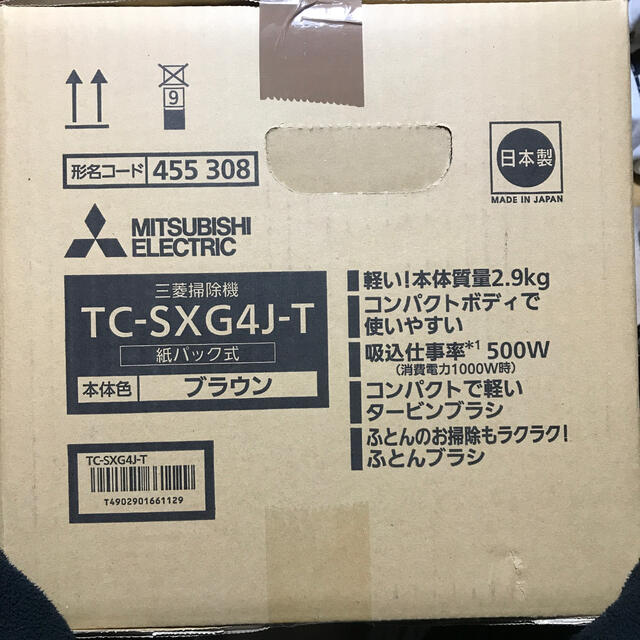 9
形名コード 455 308
日本製
MADE IN JAPAN
MITSUBISHI
ELECTRIC
三菱掃除機
TC-SXG4J-T
紙パック式
本体色 ブラウン
軽い!本体質量2.9kg
コンパクトボディで
使いやすい
吸込仕事率*1 500W
(消費電力1000W時)
コンパクトで軽い
タービンブラシ
ふとんのお掃除もラクラク!
ふとんブラシ
TC-SXG4J-T
T4902901661129